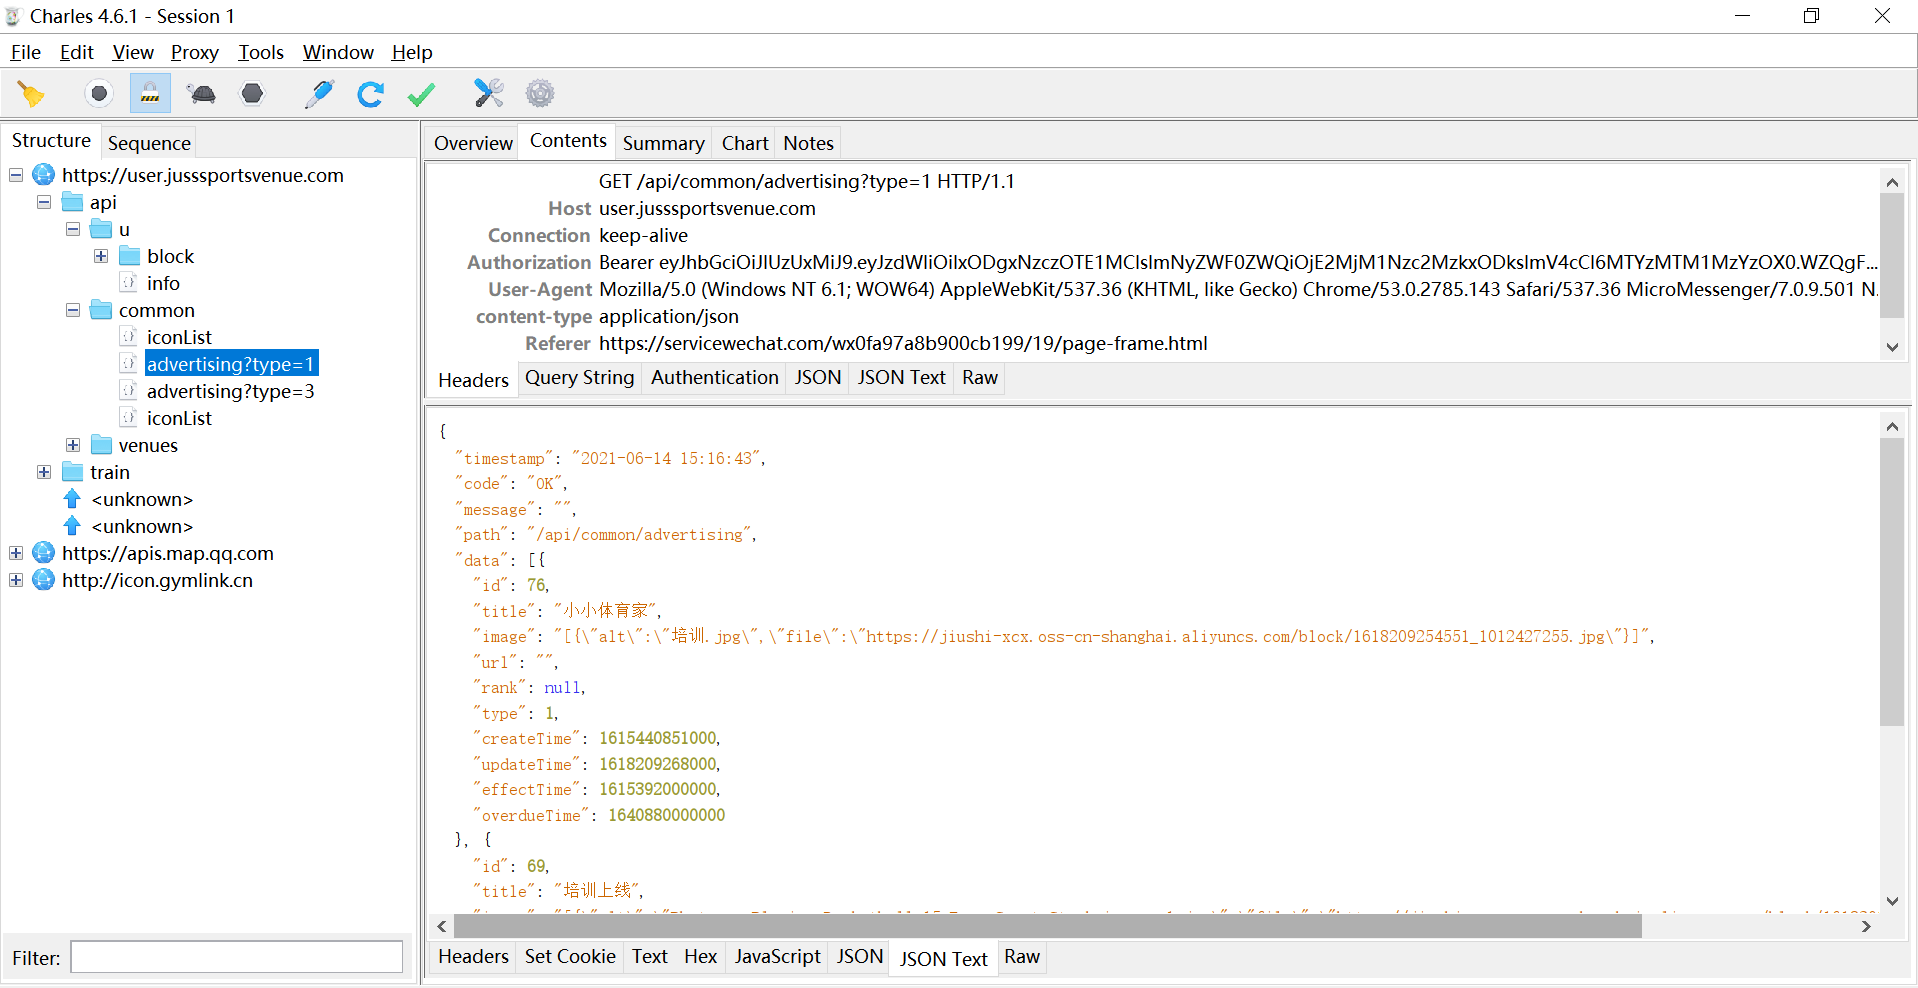 Charles 4.6.1 - Session 1
File Edit View Proxy Tools Window Help
Structure Sequence
https://user.jusssportsvenue.com
api
u
block
info
common
iconList
advertising?type=1
advertising?type=3
iconList
venues
train
<unknown>
<unknown>
https://apis.map.qq.com
http://icon.gymlink.cn
Filter:
Overview Contents Summary Chart Notes
GET /api/common/advertising?type=1 HTTP/1.1
Host user.jusssportsvenue.com
Connection keep-alive
Authorization Bearer
User-Agent Mozilla/5.0 (Windows NT 6.1; WOW64) AppleWebKit/537.36 (KHTML, like Gecko) Chrome/53.0.2785.143 Safari/537.36 MicroMessenger/7.0.9.501 N.
content-type application/json
Referer https://servicewechat.com/wx0fa97a8b900cb199/19/page-frame.html
Headers Query String Authentication JSON JSON Text Raw
{
"timestamp": "2021-06-14 15:16:43",
"code": "OK",
"message": "",
"path": "/api/common/advertising",
"data": [{
"id": 76,
"title": "小小体育家",
"image": "[{\"alt\":\"培训.jpg\",\"file\":\"https://jiushi-xcx.oss-cn-shanghai.aliyuncs.com/block/1618209254551_1012427255.jpg\"}]",
"url": "",
"rank": null,
"type": 1,
"createTime": 1615440851000,
"updateTime": 1618209268000,
"effectTime": 1615392000000,
"overdueTime": 1640880000000
}, {
"id": 69,
"title": "培训上线",
Headers Set Cookie Text Hex JavaScript JSON JSON Text Raw